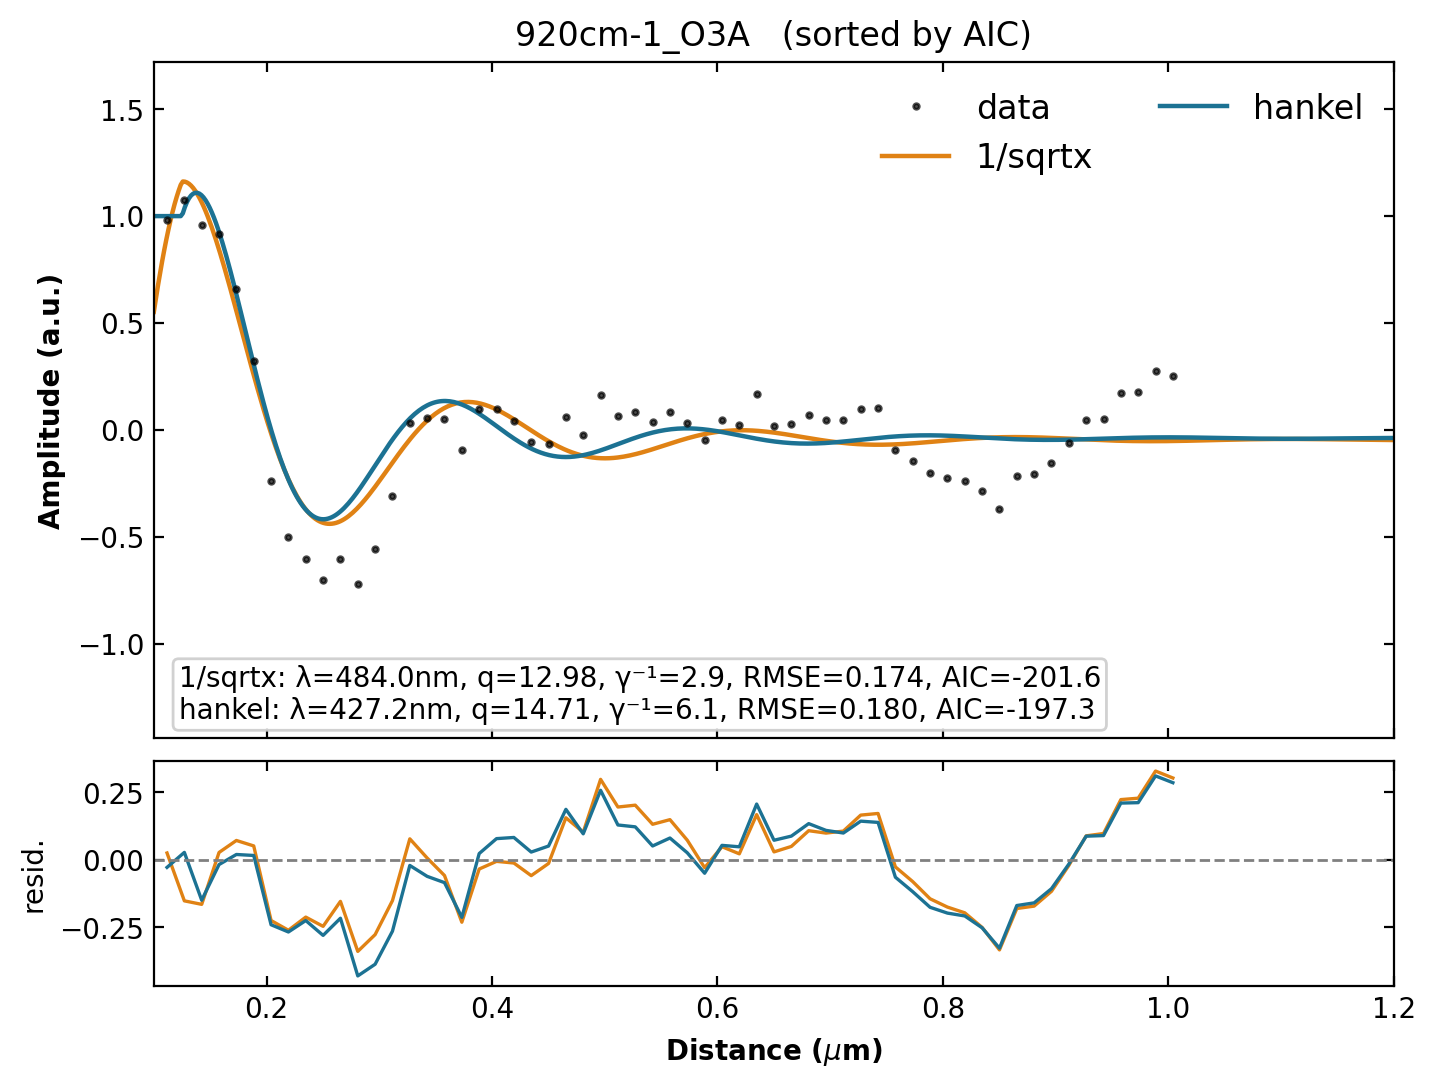 920cm-1_O3A (sorted by AIC)
data
1/sqrtx
hankel
Amplitude (a.u.)
1.5
1.0
0.5
0.0
−0.5
−1.0
1/sqrtx: λ=484.0nm, q=12.98, γ⁻¹=2.9, RMSE=0.174, AIC=-201.6
hankel: λ=427.2nm, q=14.71, γ⁻¹=6.1, RMSE=0.180, AIC=-197.3
resid.
0.25
0.00
−0.25
0.2 0.4 0.6 0.8 1.0 1.2
Distance (μm)